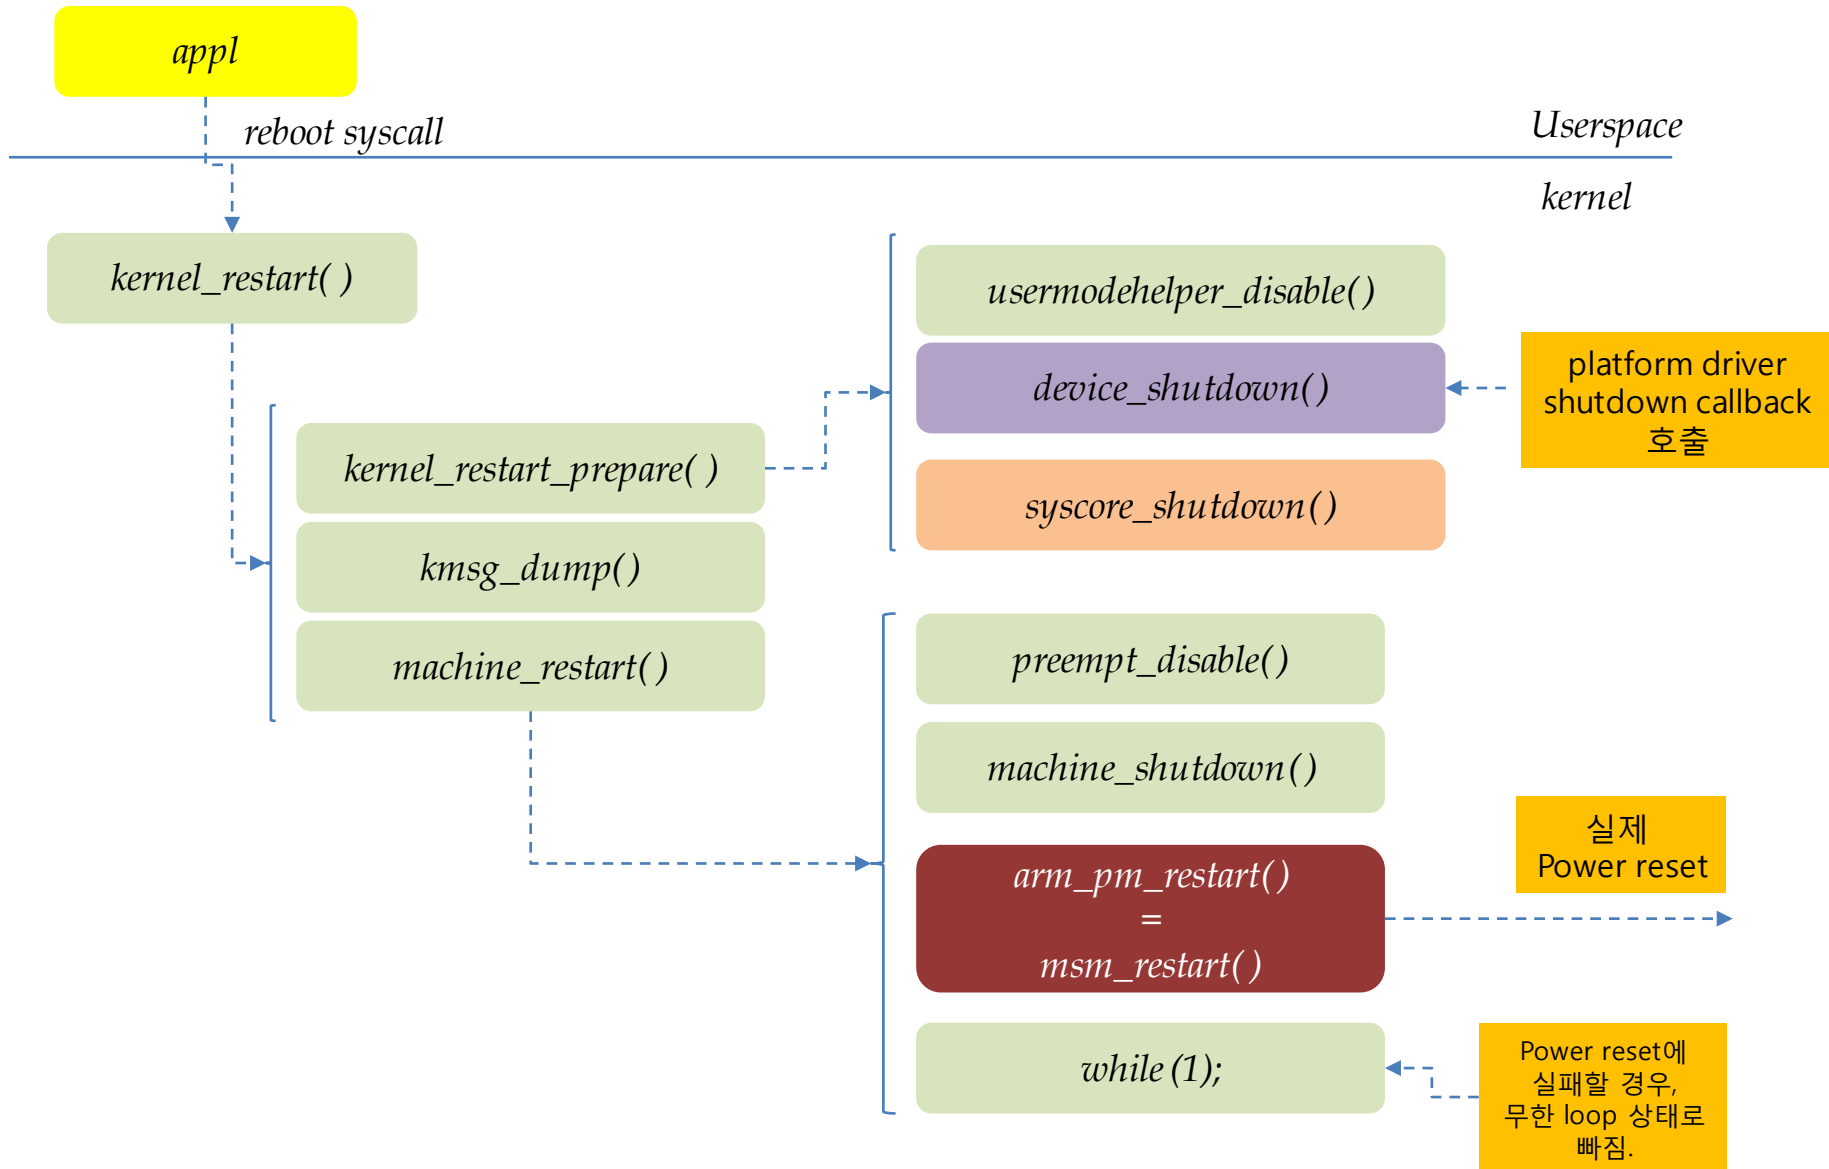 appl
reboot syscall
Userspace
kernel
kernel_restart( )
usermodehelper_disable( )
device_shutdown( )
platform driver
shutdown callback
호출
kernel_restart_prepare( )
syscore_shutdown( )
kmsg_dump( )
machine_restart( )
preempt_disable( )
machine_shutdown( )
arm_pm_restart( )
=
msm_restart( )
실제
Power reset
while (1);
Power reset에
실패할 경우,
무한 loop 상태로
빠짐.